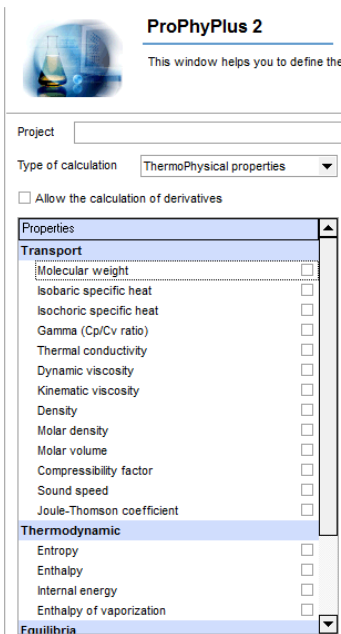 ProPhyPlus 2
This window helps you to define the
Project
Type of calculation ThermoPhysical properties
Allow the calculation of derivatives
Properties
Transport
Molecular weight
Isobaric specific heat
Isochoric specific heat
Gamma (Cp/Cv ratio)
Thermal conductivity
Dynamic viscosity
Kinematic viscosity
Density
Molar density
Molar volume
Compressibility factor
Sound speed
Joule-Thomson coefficient
Thermodynamic
Entropy
Enthalpy
Internal energy
Enthalpy of vaporization
Equilibria